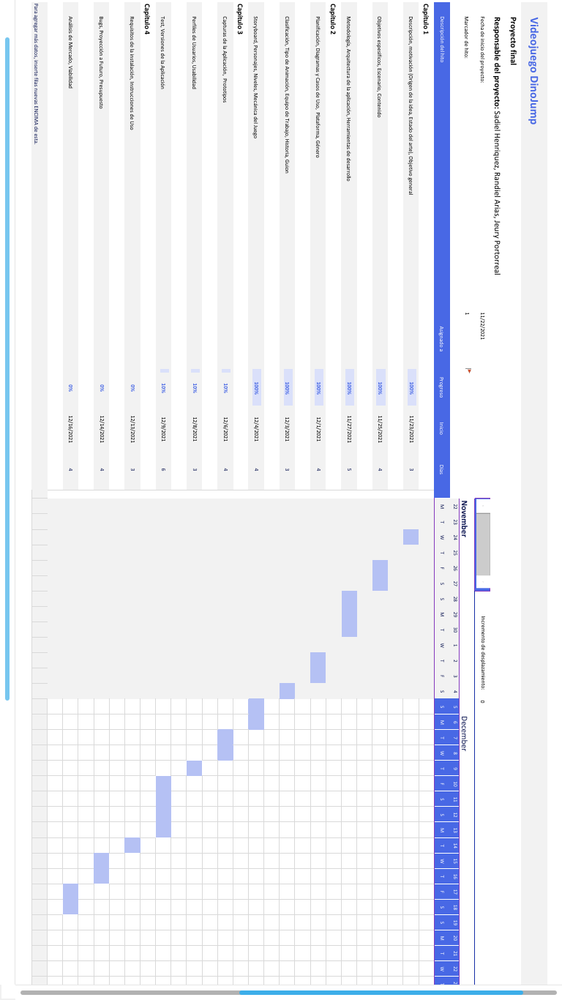 Videojuego DinoJump
Proyecto final
Responsable del proyecto: Sadiel Henriquez, Randiel Arias, Jeury Portorreal
Fecha de inicio del proyecto: 11/22/2021 Incremento de desplazamiento: 0
Marcador de hito: 1
November December
22 23 24 25 26 27 28 29 30 1 2 3 4 5 6 7 8 9 10 11 12 13 14 15 16 17 18 19 20 21 22
Descripción del hito Asignado a Progreso Inicio Días M T W T F S S M T W T F S S M T W T F S S M T W T F S S M T W
Capítulo 1
Descripción, motivación (Origen de la idea, Estado del arte), Objetivo general 100% 11/23/2021 3
Objetivos específicos, Escenario, Contenido 100% 11/25/2021 4
Metodología, Arquitectura de la aplicación, Herramientas de desarrollo 100% 11/27/2021 5
Capítulo 2
Planificación, Diagramas y Casos de Uso, Plataforma, Género 100% 12/1/2021 4
Clasificación, Tipo de Animación, Equipo de Trabajo, Historia, Guion 100% 12/3/2021 3
Storyboard, Personajes, Niveles, Mecánica del Juego 100% 12/4/2021 4
Capítulo 3
Capturas de la Aplicación, Prototipos 10% 12/6/2021 4
Perfiles de Usuarios, Usabilidad 10% 12/8/2021 3
Test, Versiones de la Aplicación 10% 12/9/2021 6
Capítulo 4
Requisitos de la instalación, Instrucciones de Uso 0% 12/13/2021 3
Bugs, Proyección a Futuro, Presupuesto 0% 12/14/2021 4
Análisis de Mercado, Viabilidad 0% 12/16/2021 4
Para agregar más datos, inserte filas nuevas ENCIMA de esta.